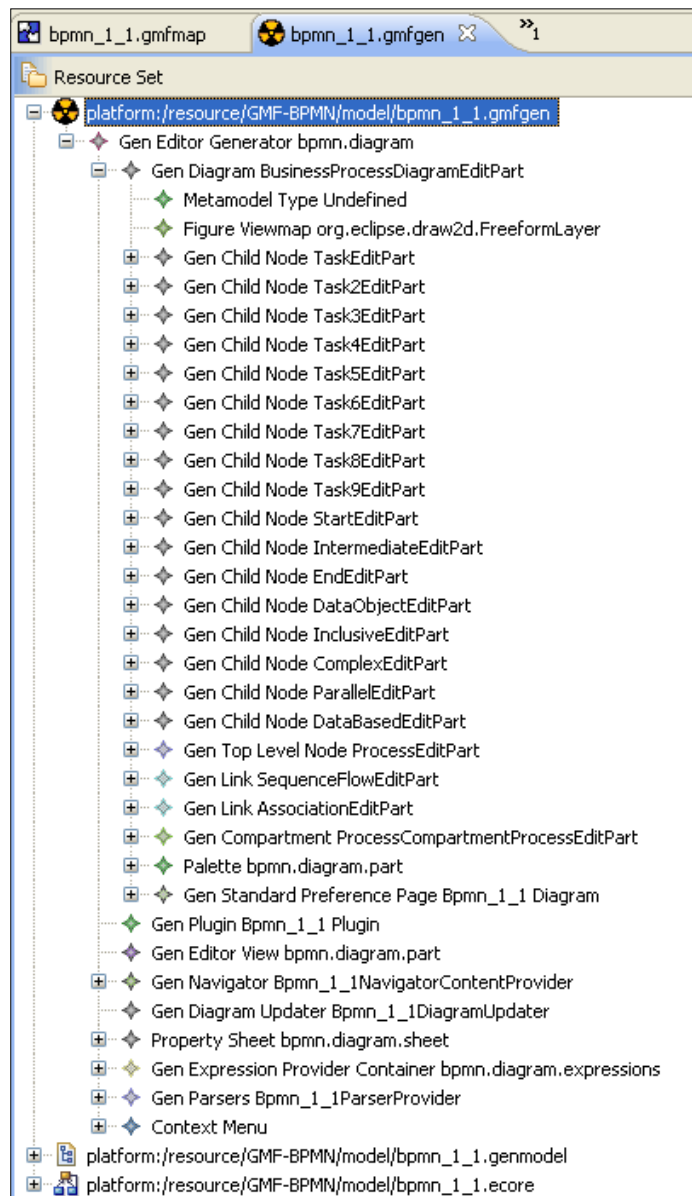 bpmn_1_1.gmfmap bpmn_1_1.gmfgen »1
Resource Set
platform:/resource/GMF-BPMN/model/bpmn_1_1.gmfgen
Gen Editor Generator bpmn.diagram
Gen Diagram BusinessProcessDiagramEditPart
Metamodel Type Undefined
Figure Viewmap org.eclipse.draw2d.FreeformLayer
Gen Child Node TaskEditPart
Gen Child Node Task2EditPart
Gen Child Node Task3EditPart
Gen Child Node Task4EditPart
Gen Child Node Task5EditPart
Gen Child Node Task6EditPart
Gen Child Node Task7EditPart
Gen Child Node Task8EditPart
Gen Child Node Task9EditPart
Gen Child Node StartEditPart
Gen Child Node IntermediateEditPart
Gen Child Node EndEditPart
Gen Child Node DataObjectEditPart
Gen Child Node InclusiveEditPart
Gen Child Node ComplexEditPart
Gen Child Node ParallelEditPart
Gen Child Node DataBasedEditPart
Gen Top Level Node ProcessEditPart
Gen Link SequenceFlowEditPart
Gen Link AssociationEditPart
Gen Compartment ProcessCompartmentProcessEditPart
Palette bpmn.diagram.part
Gen Standard Preference Page Bpmn_1_1 Diagram
Gen Plugin Bpmn_1_1 Plugin
Gen Editor View bpmn.diagram.part
Gen Navigator Bpmn_1_1NavigatorContentProvider
Gen Diagram Updater Bpmn_1_1DiagramUpdater
Property Sheet bpmn.diagram.sheet
Gen Expression Provider Container bpmn.diagram.expressions
Gen Parsers Bpmn_1_1ParserProvider
Context Menu
platform:/resource/GMF-BPMN/model/bpmn_1_1.genmodel
platform:/resource/GMF-BPMN/model/bpmn_1_1.ecore